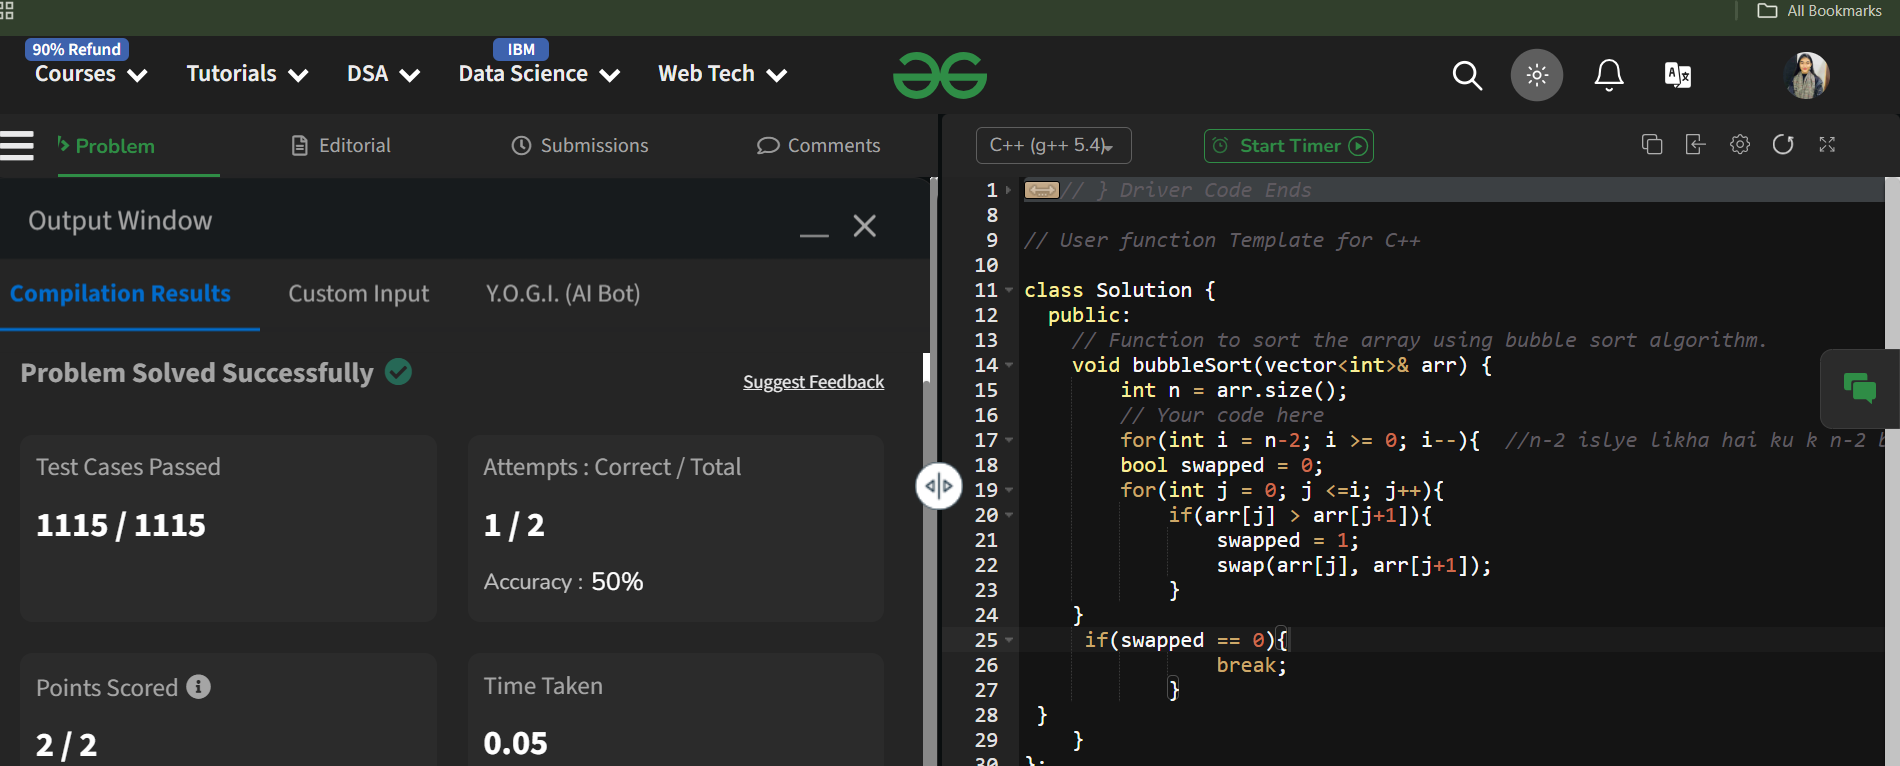 All Bookmarks
90% Refund
IBM
Courses Tutorials DSA Data Science Web Tech
Problem Editorial Submissions Comments
Output Window
Compilation Results Custom Input Y.O.G.I. (AI Bot)
Problem Solved Successfully
Suggest Feedback
Test Cases Passed
1115 / 1115
Attempts : Correct / Total
1 / 2
Accuracy : 50%
Points Scored
2 / 2
Time Taken
0.05
C++ (g++ 5.4) Start Timer
1 // } Driver Code Ends
8
9 // User function Template for C++
10
11 class Solution {
12 public:
13 // Function to sort the array using bubble sort algorithm.
14 void bubbleSort(vector<int>& arr) {
15 int n = arr.size();
16 // Your code here
17 for(int i = n-2; i >= 0; i--){ //n-2 islye likha hai ku k n-2
18 bool swapped = 0;
19 for(int j = 0; j <=i; j++){
20 if(arr[j] > arr[j+1]){
21 swapped = 1;
22 swap(arr[j], arr[j+1]);
23 }
24 }
25 if(swapped == 0){
26 break;
27 }
28 }
29 }
30 };